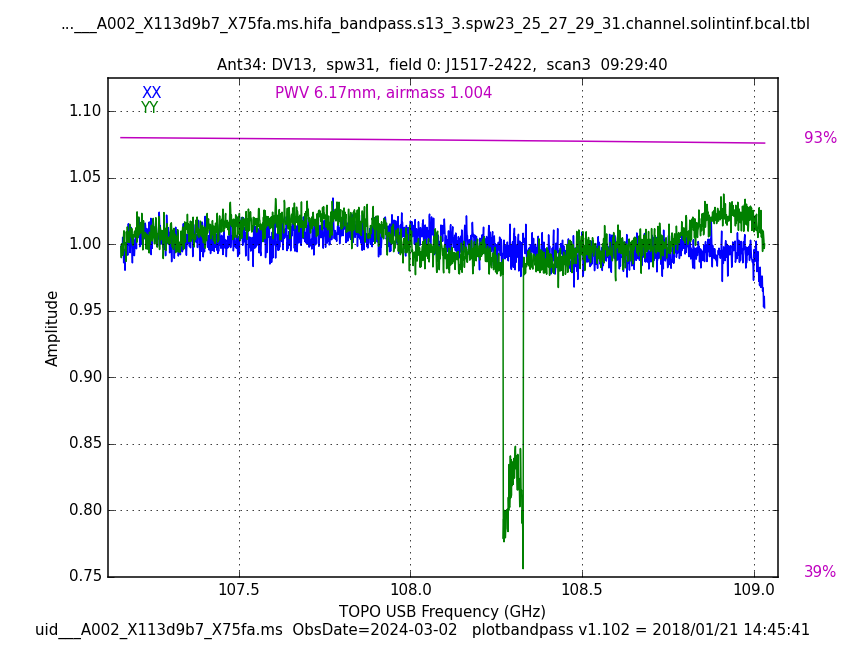 ...___A002_X113d9b7_X75fa.ms.hifa_bandpass.s13_3.spw23_25_27_29_31.channel.solintinf.bcal.tbl
Ant34: DV13,  spw31,  field 0: J1517-2422,  scan3  09:29:40
XX
PWV 6.17mm, airmass 1.004
YY
1.10
93%
1.05
1.00
0.95
Amplitude
0.90
0.85
0.80
0.75
39%
107.5
108.0
108.5
109.0
TOPO USB Frequency (GHz)
uid___A002_X113d9b7_X75fa.ms  ObsDate=2024-03-02   plotbandpass v1.102 = 2018/01/21 14:45:41